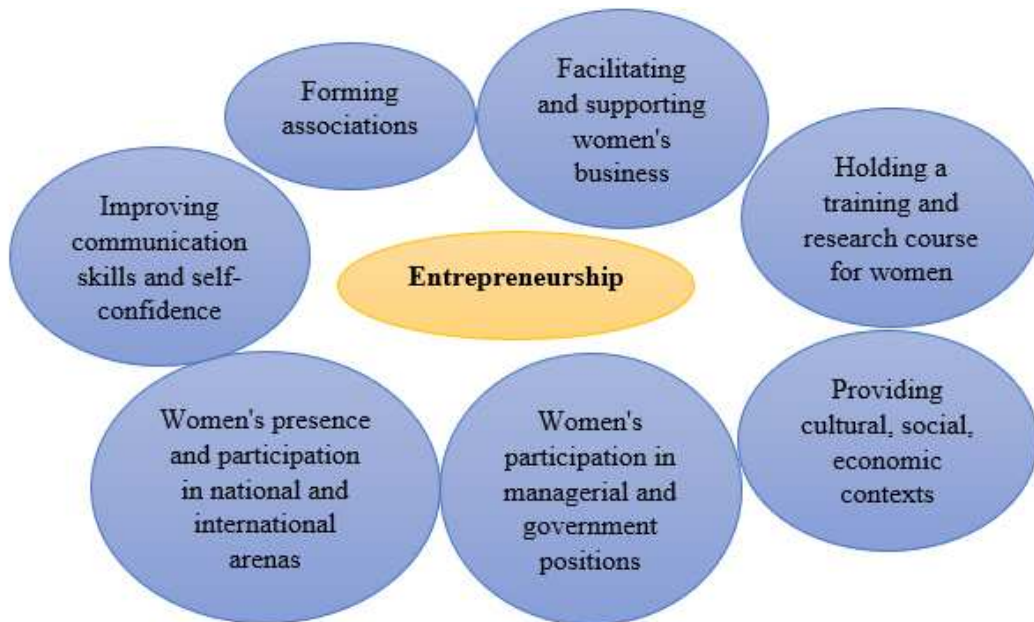 Forming
associations
Facilitating
and supporting
women's
business
Holding a
training and
research course
for women
Improving
communication
skills and self-
confidence
Entrepreneurship
Providing
cultural, social,
economic
contexts
Women's presence
and participation
in national and
international
arenas
Women's
participation in
managerial and
government
positions